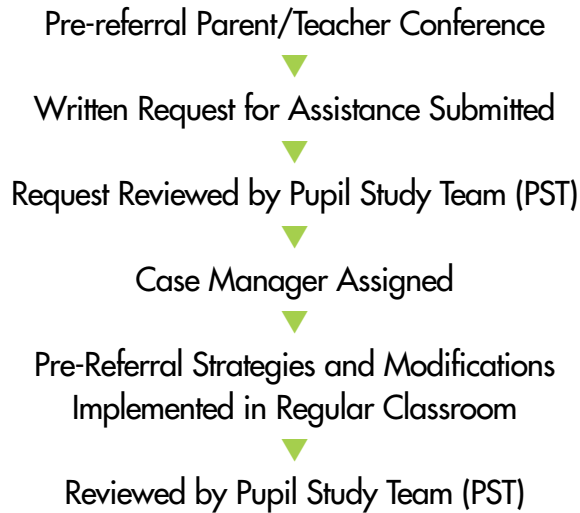 Pre-referral Parent/Teacher Conference
Written Request for Assistance Submitted
Request Reviewed by Pupil Study Team (PST)
Case Manager Assigned
Pre-Referral Strategies and Modifications
Implemented in Regular Classroom
Reviewed by Pupil Study Team (PST)